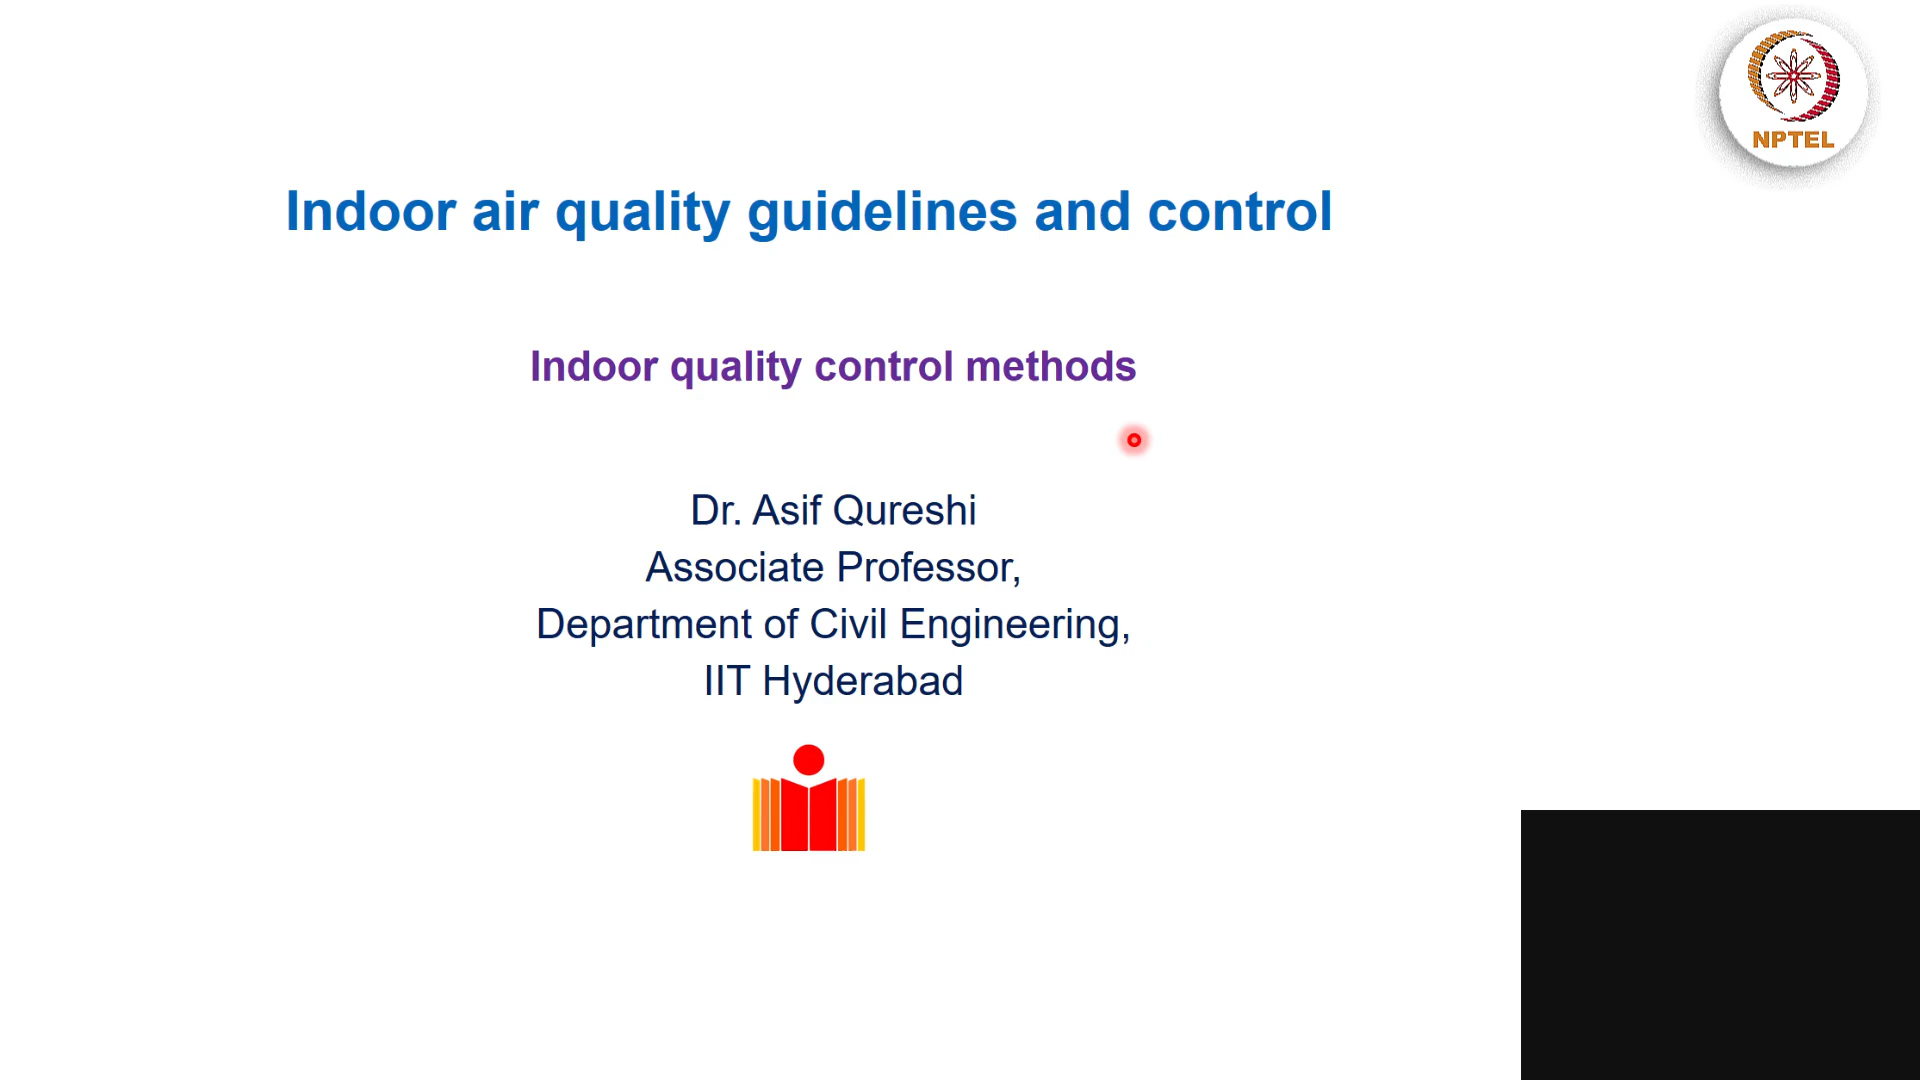 NPTEL
Indoor air quality guidelines and control
Indoor quality control methods
Dr. Asif Qureshi
Associate Professor,
Department of Civil Engineering,
IIT Hyderabad